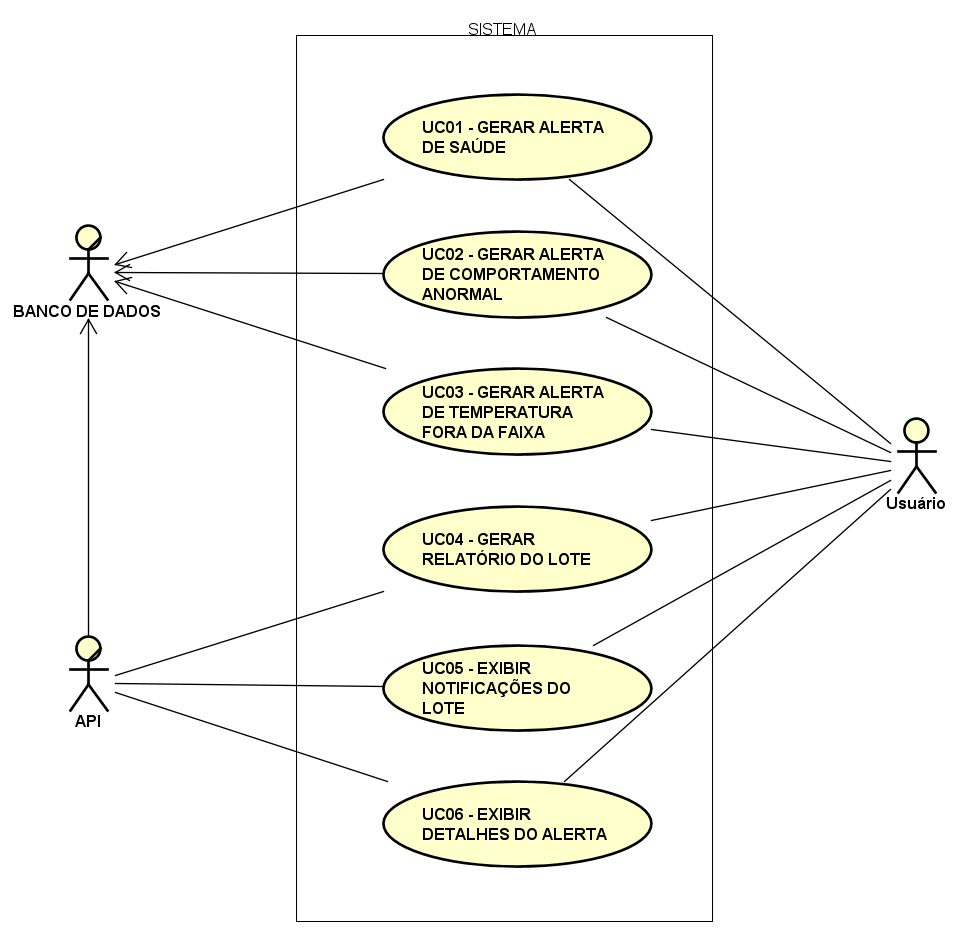 SISTEMA
UC01 - GERAR ALERTA
DE SAÚDE
UC02 - GERAR ALERTA
DE COMPORTAMENTO
ANORMAL
BANCO DE DADOS
UC03 - GERAR ALERTA
DE TEMPERATURA
FORA DA FAIXA
Usuário
UC04 - GERAR
RELATÓRIO DO LOTE
UC05 - EXIBIR
NOTIFICAÇÕES DO
LOTE
API
UC06 - EXIBIR
DETALHES DO ALERTA